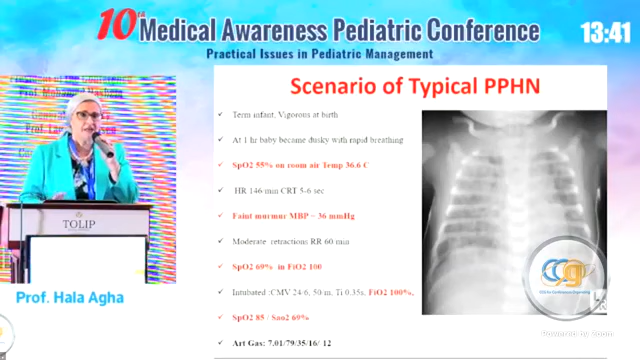 10TH Medical Awareness Pediatric Conference
Practical Issues in Pediatric Management
13:41
Scenario of Typical PPHN
Term infant, Vigorous at birth
At 1 hr baby became dusky with rapid breathing
SpO2 55% on room air Temp 36.6 C
HR 146 min CRT 5-6 sec
Faint murmur MBP – 36 mmHg
Moderate retractions RR 60 min
SpO2 69% in FiO2 100
Intubated :CMV 24-6, 50 in, Ti 0.35s, FiO2 100%,
SpO2 85 / Sao2 69%
Art Gas: 7.01/79/35/16/ 12
TOLIP
Prof. Hala Agha
Powered by Zoom